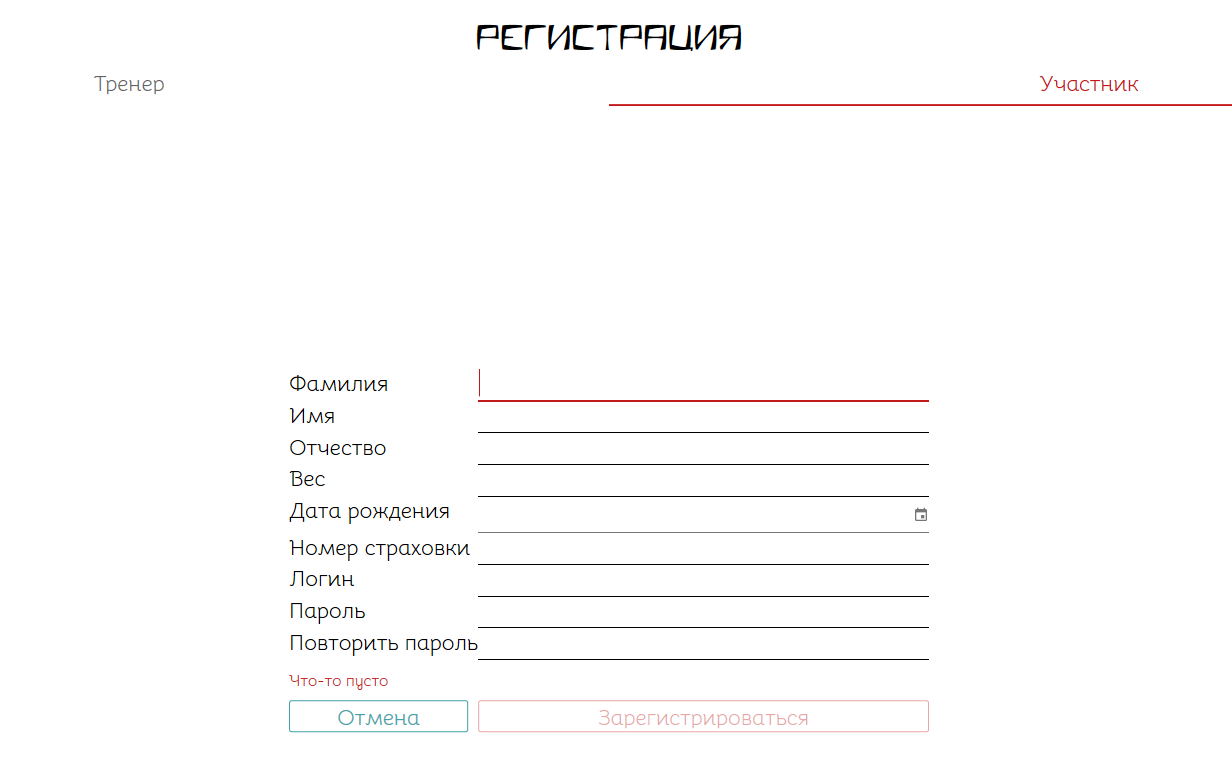 РЕГИСТРАЦИЯ
Тренер Участник
Фамилия
Имя
Отчество
Вес
Дата рождения
Номер страховки
Логин
Пароль
Повторить пароль
Что-то пусто
Отмена Зарегистрироваться